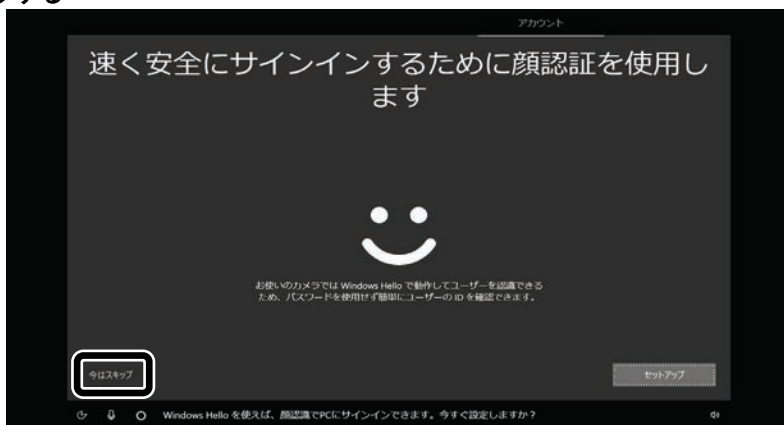 する
アカウント
速く安全にサインインするために顔認証を使用し
ます
お使いのカメラでは Windows Hello で動作してユーザーを認識できる
ため、パスワードを使用せず簡単にユーザーの ID を確認できます。
今はスキップ
セットアップ
Windows Hello を使えば、顔認識でPCにサインインできます。今すぐ設定しますか？